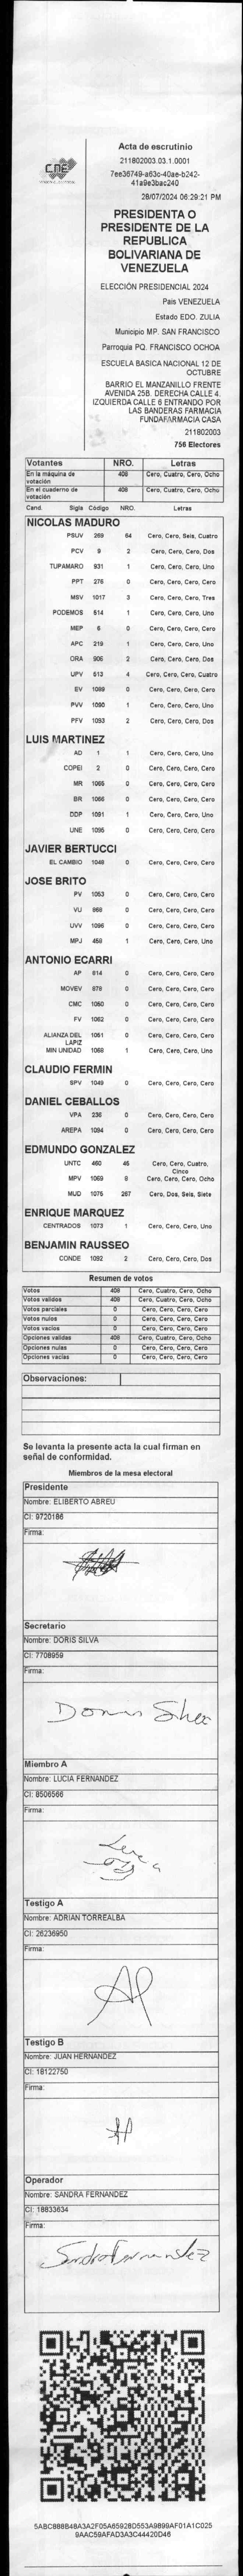 CNE
Acta de escrutinio
211802003.03.1.0001
7ee36749-a63c-40ae-b242-
41a9e3bac240
28/07/2024 06:29:21 PM
PRESIDENTA O
PRESIDENTE DE LA
REPUBLICA
BOLIVARIANA DE
VENEZUELA
ELECCIÓN PRESIDENCIAL 2024
Pais VENEZUELA
Estado EDO. ZULIA
Municipio MP. SAN FRANCISCO
Parroquia PQ. FRANCISCO OCHOA
ESCUELA BASICA NACIONAL 12 DE
OCTUBRE
BARRIO EL MANZANILLO FRENTE
AVENIDA 25B. DERECHA CALLE 4.
IZQUIERDA CALLE 6 ENTRANDO POR
LAS BANDERAS FARMACIA
FUNDAFARMACIA CASA
211802003
756 Electores
Votantes NRO. Letras
En la máquina de votación 408 Cero, Cuatro, Cero, Ocho
En el cuaderno de votación 408 Cero, Cuatro, Cero, Ocho
Cand. Sigla Código NRO. Letras
NICOLAS MADURO
PSUV 269 64 Cero, Cero, Seis, Cuatro
PCV 9 2 Cero, Cero, Cero, Dos
TUPAMARO 931 1 Cero, Cero, Cero, Uno
PPT 276 0 Cero, Cero, Cero, Cero
MSV 1017 3 Cero, Cero, Cero, Tres
PODEMOS 614 1 Cero, Cero, Cero, Uno
MEP 6 0 Cero, Cero, Cero, Cero
APC 219 1 Cero, Cero, Cero, Uno
ORA 906 2 Cero, Cero, Cero, Dos
UPV 613 4 Cero, Cero, Cero, Cuatro
EV 1089 0 Cero, Cero, Cero, Cero
PVV 1090 1 Cero, Cero, Cero, Uno
PFV 1093 2 Cero, Cero, Cero, Dos
LUIS MARTINEZ
AD 1 1 Cero, Cero, Cero, Uno
COPEI 2 0 Cero, Cero, Cero, Cero
MR 1065 0 Cero, Cero, Cero, Cero
BR 1066 0 Cero, Cero, Cero, Cero
DDP 1091 1 Cero, Cero, Cero, Uno
UNE 1095 0 Cero, Cero, Cero, Cero
JAVIER BERTUCCI
EL CAMBIO 1048 0 Cero, Cero, Cero, Cero
JOSE BRITO
PV 1053 0 Cero, Cero, Cero, Cero
VU 868 0 Cero, Cero, Cero, Cero
UVV 1096 0 Cero, Cero, Cero, Cero
MPJ 459 1 Cero, Cero, Cero, Uno
ANTONIO ECARRI
AP 814 0 Cero, Cero, Cero, Cero
MOVEV 878 0 Cero, Cero, Cero, Cero
CMC 1050 0 Cero, Cero, Cero, Cero
FV 1062 0 Cero, Cero, Cero, Cero
ALIANZA DEL LAPIZ 1051 0 Cero, Cero, Cero, Cero
MIN UNIDAD 1068 1 Cero, Cero, Cero, Uno
CLAUDIO FERMIN
SPV 1049 0 Cero, Cero, Cero, Cero
DANIEL CEBALLOS
VPA 236 0 Cero, Cero, Cero, Cero
AREPA 1094 0 Cero, Cero, Cero, Cero
EDMUNDO GONZALEZ
UNTC 460 45 Cero, Cero, Cuatro, Cinco
MPV 1069 8 Cero, Cero, Cero, Ocho
MUD 1075 267 Cero, Dos, Seis, Siete
ENRIQUE MARQUEZ
CENTRADOS 1073 1 Cero, Cero, Cero, Uno
BENJAMIN RAUSSEO
CONDE 1092 2 Cero, Cero, Cero, Dos
Resumen de votos
Votos 408 Cero, Cuatro, Cero, Ocho
Votos validos 408 Cero, Cuatro, Cero, Ocho
Votos parciales 0 Cero, Cero, Cero, Cero
Votos nulos 0 Cero, Cero, Cero, Cero
Votos vacios 0 Cero, Cero, Cero, Cero
Opciones validas 408 Cero, Cuatro, Cero, Ocho
Opciones nulas 0 Cero, Cero, Cero, Cero
Opciones vacías 0 Cero, Cero, Cero, Cero
Observaciones:
Se levanta la presente acta la cual firman en
señal de conformidad.
Miembros de la mesa electoral
Presidente
Nombre: ELIBERTO ABREU
CI: 9720186
Firma:
Secretario
Nombre: DORIS SILVA
CI: 7708959
Firma:
Miembro A
Nombre: LUCIA FERNANDEZ
CI: 8506566
Firma:
Testigo A
Nombre: ADRIAN TORREALBA
CI: 26236950
Firma:
Testigo B
Nombre: JUAN HERNANDEZ
CI: 18122750
Firma:
Operador
Nombre: SANDRA FERNANDEZ
CI: 18833634
Firma:
Sandra Fernandez
5ABC888B48A3A2F05A65928D553A9899AF01A1C025
9AAC59AFAD3A3C44420D46